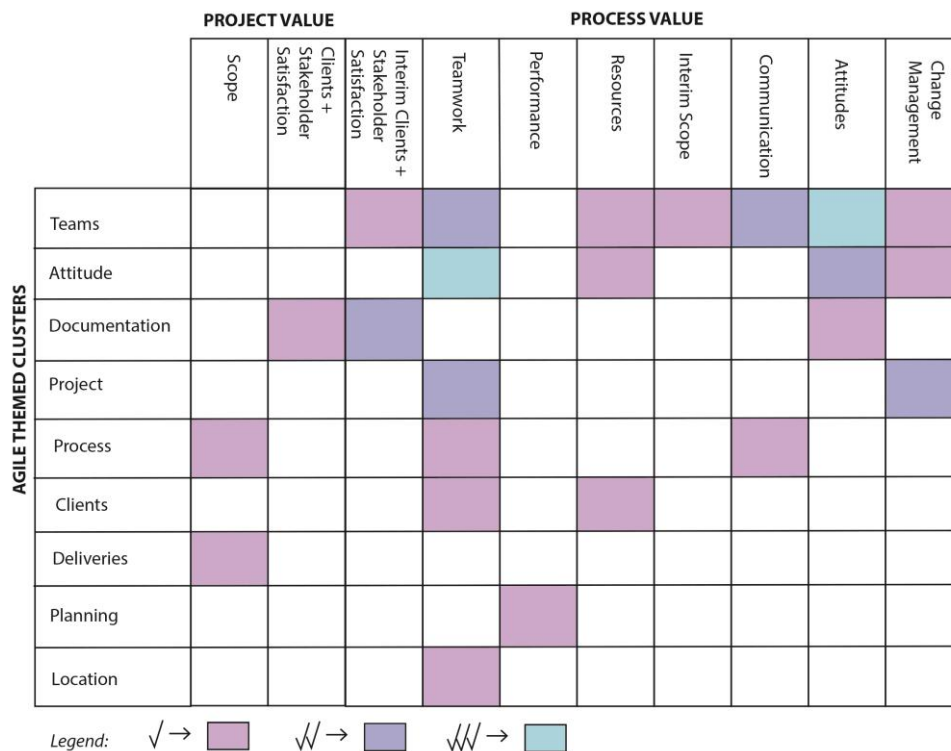 PROJECT VALUE
PROCESS VALUE
Scope
Clients +
Stakeholder
Satisfaction
Interim Clients +
Stakeholder
Satisfaction
Teamwork
Performance
Resources
Interim Scope
Communication
Attitudes
Change
Management
AGILE THEMED CLUSTERS
Teams
Attitude
Documentation
Project
Process
Clients
Deliveries
Planning
Location
Legend: √ → √√ → √√√ →